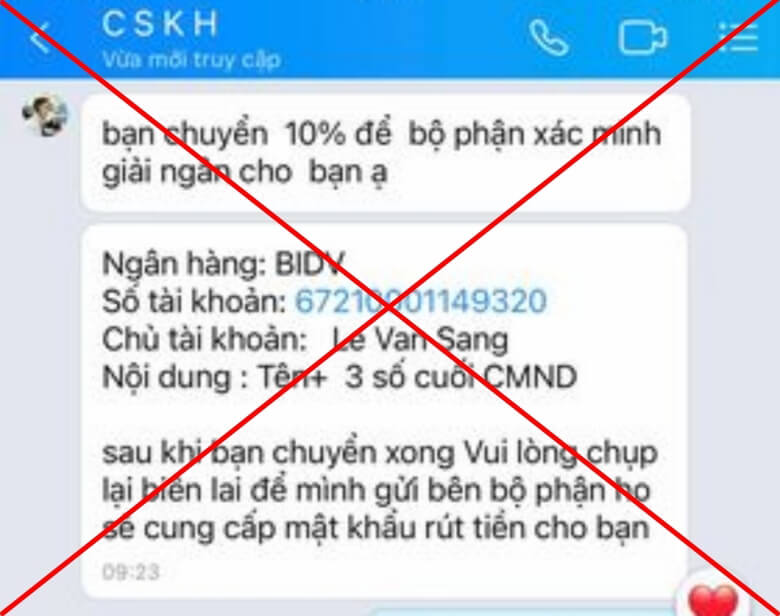 C S K H
Vừa mới truy cập
bạn chuyển 10% để bộ phận xác minh
giải ngân cho bạn ạ
Ngân hàng: BIDV
Số tài khoản: 67210001149320
Chủ tài khoản: Le Van Sang
Nội dung : Tên+ 3 số cuối CMND
sau khi bạn chuyển xong Vui lòng chụp
lại biên lai để mình gửi bên bộ phận họ
sẽ cung cấp mật khẩu rút tiền cho bạn
09:23